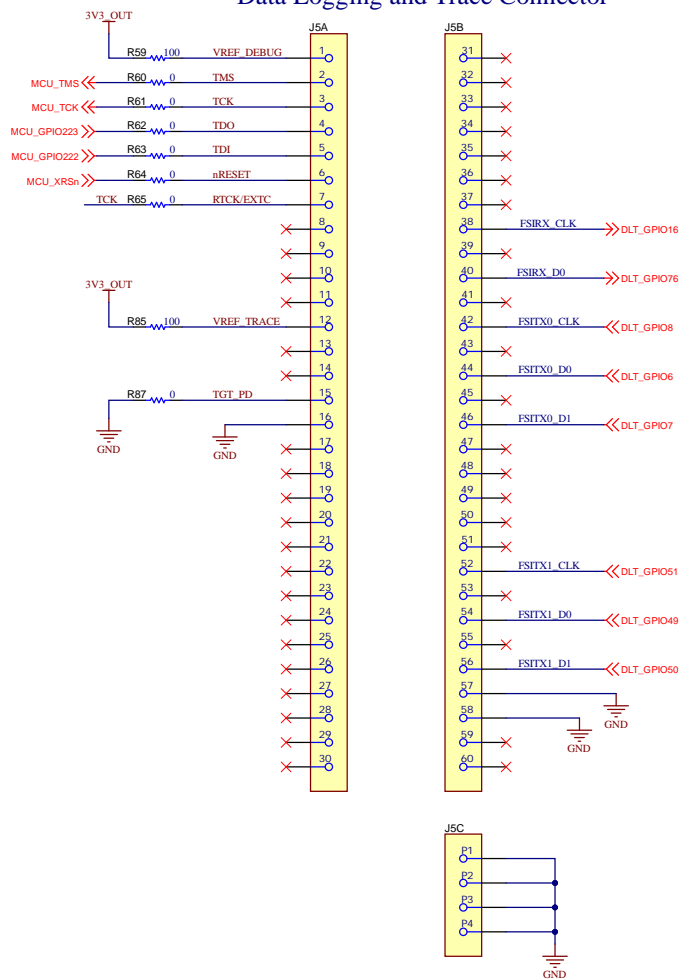 Data Logging and Trace Connector
3V3_OUT
J5A
R59 100 VREF_DEBUG 1
MCU_TMS R60 0 TMS 2
MCU_TCK R61 0 TCK 3
MCU_GPIO223 R62 0 TDO 4
MCU_GPIO222 R63 0 TDI 5
MCU_XRSn R64 0 nRESET 6
TCK R65 0 RTCK/EXTC 7
8
9
10
11
3V3_OUT
R85 100 VREF_TRACE 12
13
14
R87 0 TGT_PD 15
GND
16
GND
17
18
19
20
21
22
23
24
25
26
27
28
29
30
J5B
31
32
33
34
35
36
37
38 FSIRX_CLK DLT_GPIO16
39
40 FSIRX_D0 DLT_GPIO76
41
42 FSITX0_CLK DLT_GPIO8
43
44 FSITX0_D0 DLT_GPIO6
45
46 FSITX0_D1 DLT_GPIO7
47
48
49
50
51
52 FSITX1_CLK DLT_GPIO51
53
54 FSITX1_D0 DLT_GPIO49
55
56 FSITX1_D1 DLT_GPIO50
57
GND
58
GND
59
60
J5C
P1
P2
P3
P4
GND